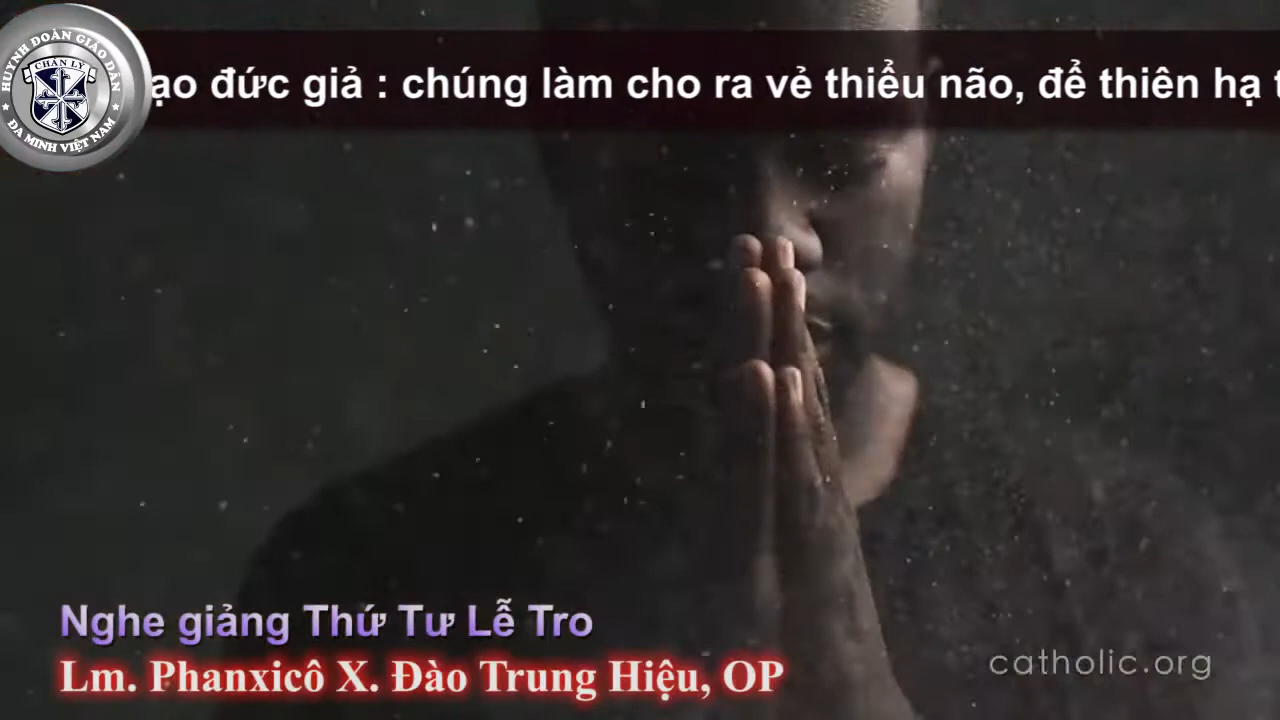 HUYNH ĐOÀN GIÁO DÂN
CHÂN LÝ
ĐA MINH VIỆT NAM
ạo đức giả : chúng làm cho ra vẻ thiểu não, để thiên hạ t
Nghe giảng Thứ Tư Lễ Tro
Lm. Phanxicô X. Đào Trung Hiệu, OP
catholic.org